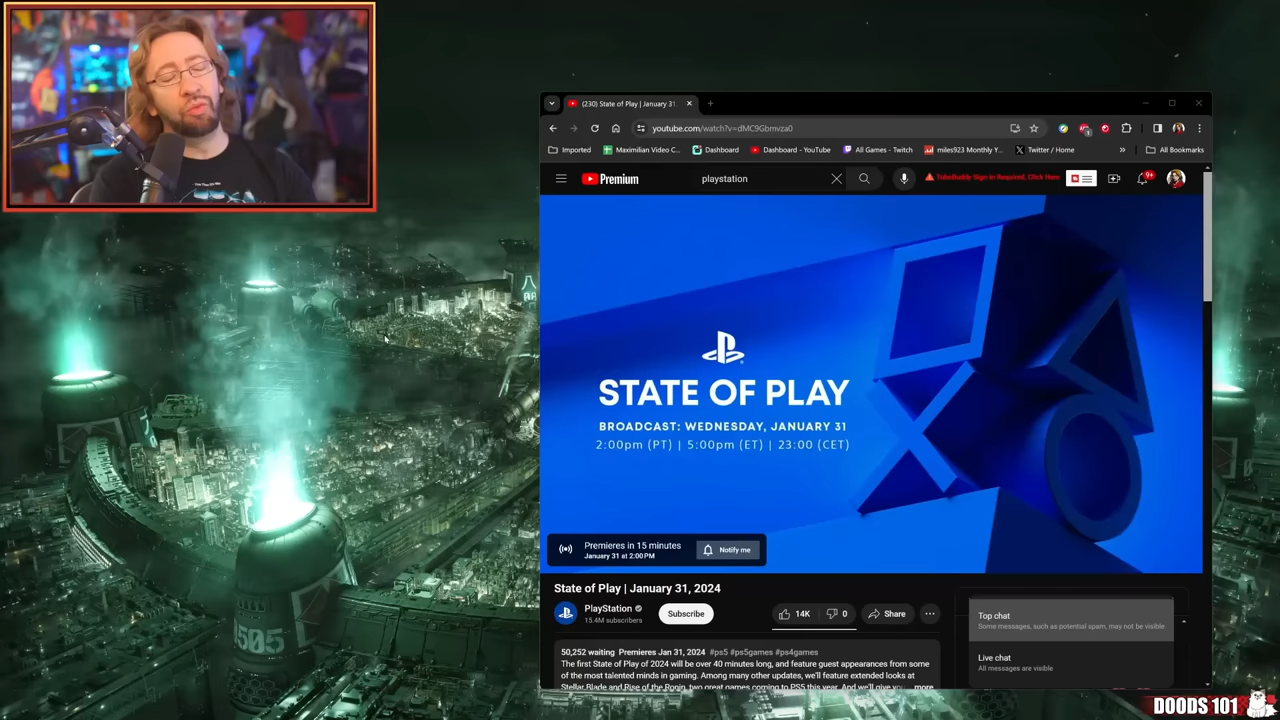 (230) State of Play | January 31
youtube.com/watch?v=dMC9Gbmvza0
Imported
Maximilian Video C...
Dashboard
Dashboard - YouTube
All Games - Twitch
miles923 Monthly Y...
Twitter / Home
»
All Bookmarks
Premium
playstation
TubeBuddy Sign In Required, Click Here
9+
STATE OF PLAY
BROADCAST: WEDNESDAY, JANUARY 31
2:00pm (PT) | 5:00pm (ET) | 23:00 (CET)
Premieres in 15 minutes
January 31 at 2:00PM
Notify me
State of Play | January 31, 2024
PlayStation
15.4M subscribers
Subscribe
14K
0
Share
50,252 waiting Premieres Jan 31, 2024 #ps5 #ps5games #ps4games
The first State of Play of 2024 will be over 40 minutes long, and feature guest appearances from some
of the most talented minds in gaming. Among many other updates, we'll feature extended looks at
Stellar Blade and Rise of the Ronin, two great games coming to PS5 this year. And we'll give you ...more
Top chat
Some messages, such as potential spam, may not be visible
Live chat
All messages are visible
DOODS 101